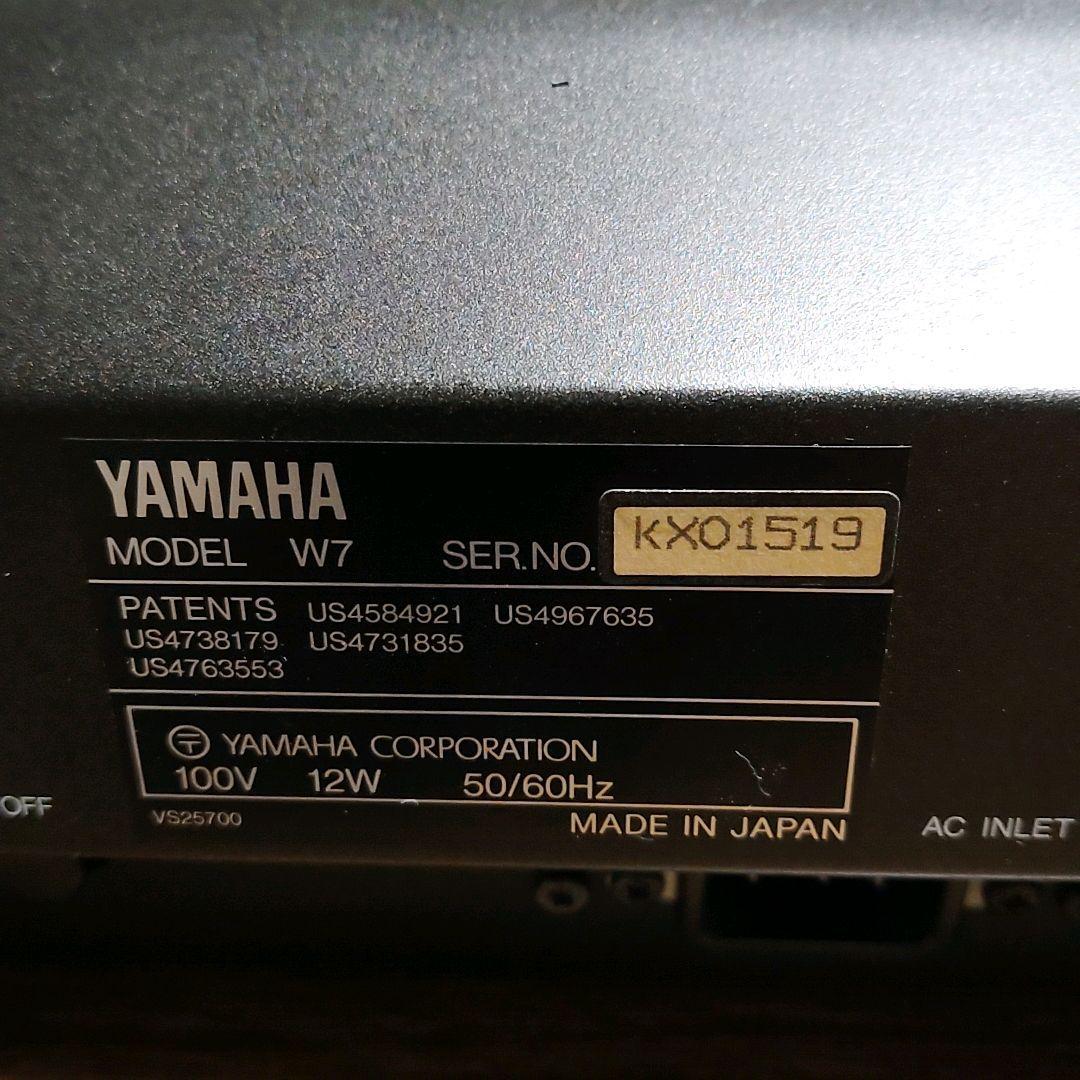 YAMAHA
MODEL W7 SER.NO. KX01519
PATENTS US4584921 US4967635
US4738179 US4731835
US4763553
YAMAHA CORPORATION
100V 12W 50/60Hz
VS25700
MADE IN JAPAN
OFF
AC INLET